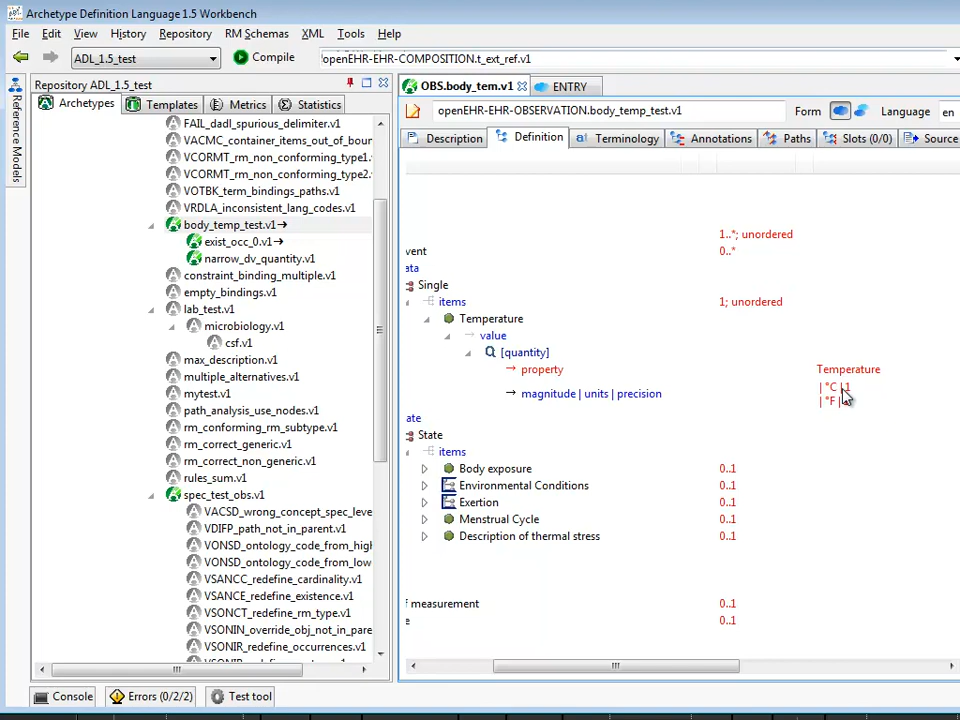 Archetype Definition Language 1.5 Workbench
File Edit View History Repository RM Schemas XML Tools Help
ADL_1.5_test Compile !openEHR-EHR-COMPOSITION.t_ext_ref.v1
Reference Models
Repository ADL_1.5_test
Archetypes Templates Metrics Statistics
FAIL_dadl_spurious_delimiter.v1
VACMC_container_items_out_of_boun
VCORMT_rm_non_conforming_type1.
VCORMT_rm_non_conforming_type2.
VOTBK_term_bindings_paths.v1
VRDLA_inconsistent_lang_codes.v1
body_temp_test.v1→
exist_occ_0.v1→
narrow_dv_quantity.v1
constraint_binding_multiple.v1
empty_bindings.v1
lab_test.v1
microbiology.v1
csf.v1
max_description.v1
multiple_alternatives.v1
mytest.v1
path_analysis_use_nodes.v1
rm_conforming_rm_subtype.v1
rm_correct_generic.v1
rm_correct_non_generic.v1
rules_sum.v1
spec_test_obs.v1
VACSD_wrong_concept_spec_leve
VDIFP_path_not_in_parent.v1
VONSD_ontology_code_from_high
VONSD_ontology_code_from_low
VSANCC_redefine_cardinality.v1
VSANCE_redefine_existence.v1
VSONCT_redefine_rm_type.v1
VSONIN_override_obj_not_in_pare
VSONIR_redefine_occurrences.v1
OBS.body_tem.v1 ENTRY
openEHR-EHR-OBSERVATION.body_temp_test.v1 Form Language en
Description Definition Terminology Annotations Paths Slots (0/0) Source
1..*; unordered
vent 0..*
ata
Single
items 1; unordered
Temperature
value
[quantity]
→ property Temperature
→ magnitude | units | precision | °C | 1
| °F |
ate
State
items
Body exposure 0..1
Environmental Conditions 0..1
Exertion 0..1
Menstrual Cycle 0..1
Description of thermal stress 0..1
f measurement 0..1
e 0..1
Console Errors (0/2/2) Test tool